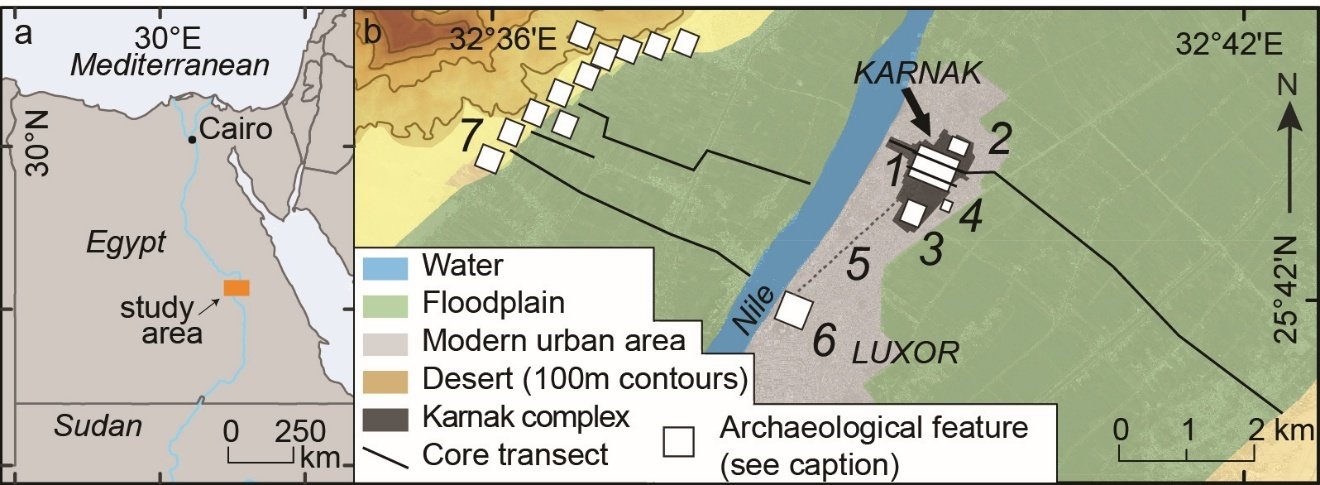 a
30°E
Mediterranean
30°N
Cairo
Egypt
study
area
Sudan
0 250
km
b
32°36'E
32°42'E
KARNAK
N
7
1
2
4
3
5
6
Nile
LUXOR
25°42'N
Water
Floodplain
Modern urban area
Desert (100m contours)
Karnak complex
Core transect
Archaeological feature
(see caption)
0 1 2 km